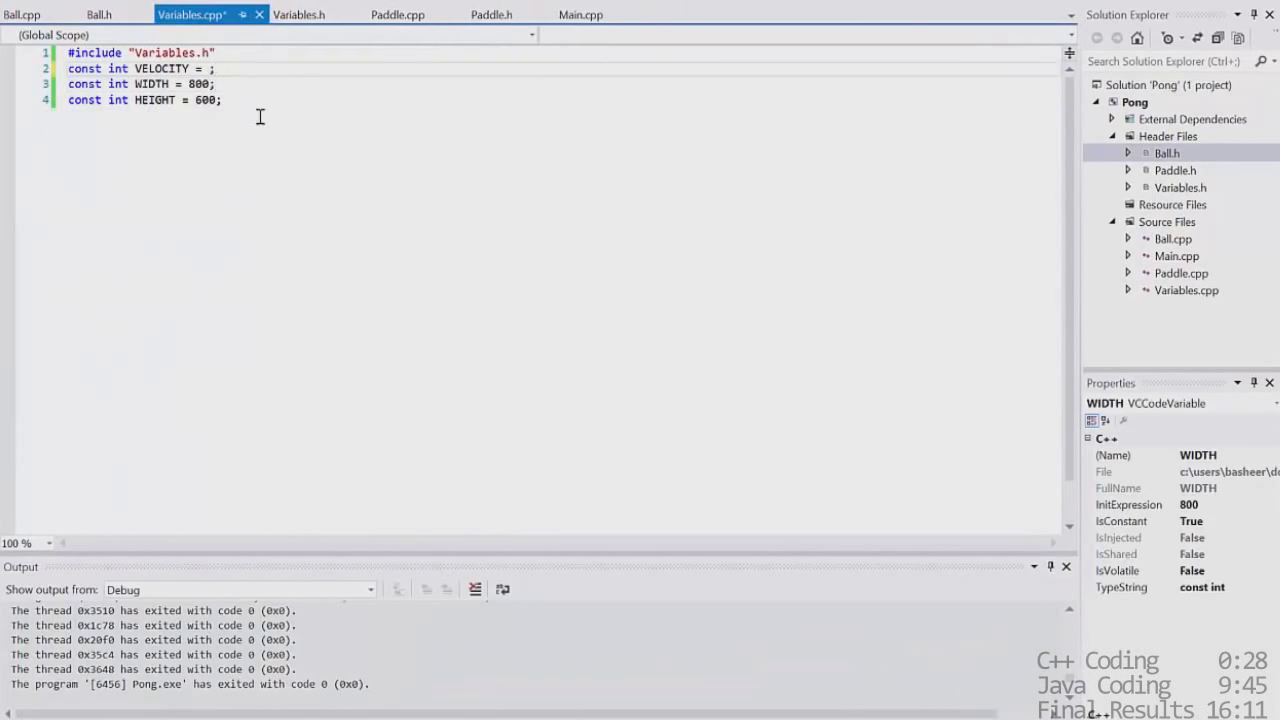 Ball.cpp Ball.h Variables.cpp* Variables.h Paddle.cpp Paddle.h Main.cpp
(Global Scope)
1 #include "Variables.h"
2 const int VELOCITY = ;
3 const int WIDTH = 800;
4 const int HEIGHT = 600;
100 %
Output
Show output from: Debug
The thread 0x3510 has exited with code 0 (0x0).
The thread 0x1c78 has exited with code 0 (0x0).
The thread 0x20f0 has exited with code 0 (0x0).
The thread 0x35c4 has exited with code 0 (0x0).
The thread 0x3648 has exited with code 0 (0x0).
The program '[6456] Pong.exe' has exited with code 0 (0x0).
Solution Explorer
Search Solution Explorer (Ctrl+;)
Solution 'Pong' (1 project)
Pong
External Dependencies
Header Files
Ball.h
Paddle.h
Variables.h
Resource Files
Source Files
Ball.cpp
Main.cpp
Paddle.cpp
Variables.cpp
Properties
WIDTH VCCodeVariable
C++
(Name) WIDTH
File c:\users\basheer\do
FullName WIDTH
InitExpression 800
IsConstant True
IsInjected False
IsShared False
IsVolatile False
TypeString const int
C++ Coding 0:28
Java Coding 9:45
Final Results 16:11
C++